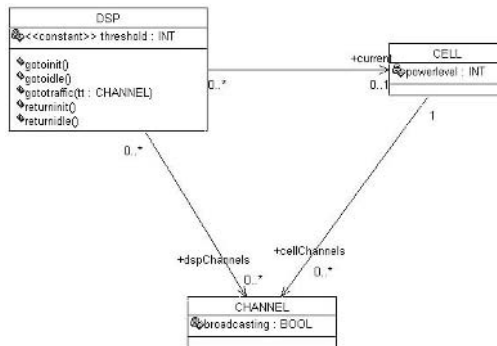 DSP
<<constant>> threshold : INT
gotoinit()
gotoidle()
gototraffic(tt : CHANNEL)
returninit()
returnidle()
+current
0..*
0..1
CELL
powerlevel : INT
0..*
1
+dspChannels
+cellChannels
0..*
0..*
CHANNEL
broadcasting : BOOL